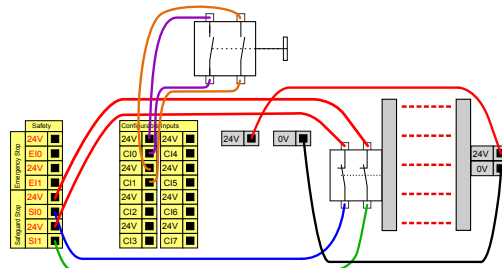 Safety
Emergency Stop
24V
EI0
24V
EI1
Safeguard Stop
24V
SI0
24V
SI1
Configurable Inputs
24V 24V
CI0 CI4
24V 24V
CI1 CI5
24V 24V
CI2 CI6
24V 24V
CI3 CI7
24V 0V
24V
0V